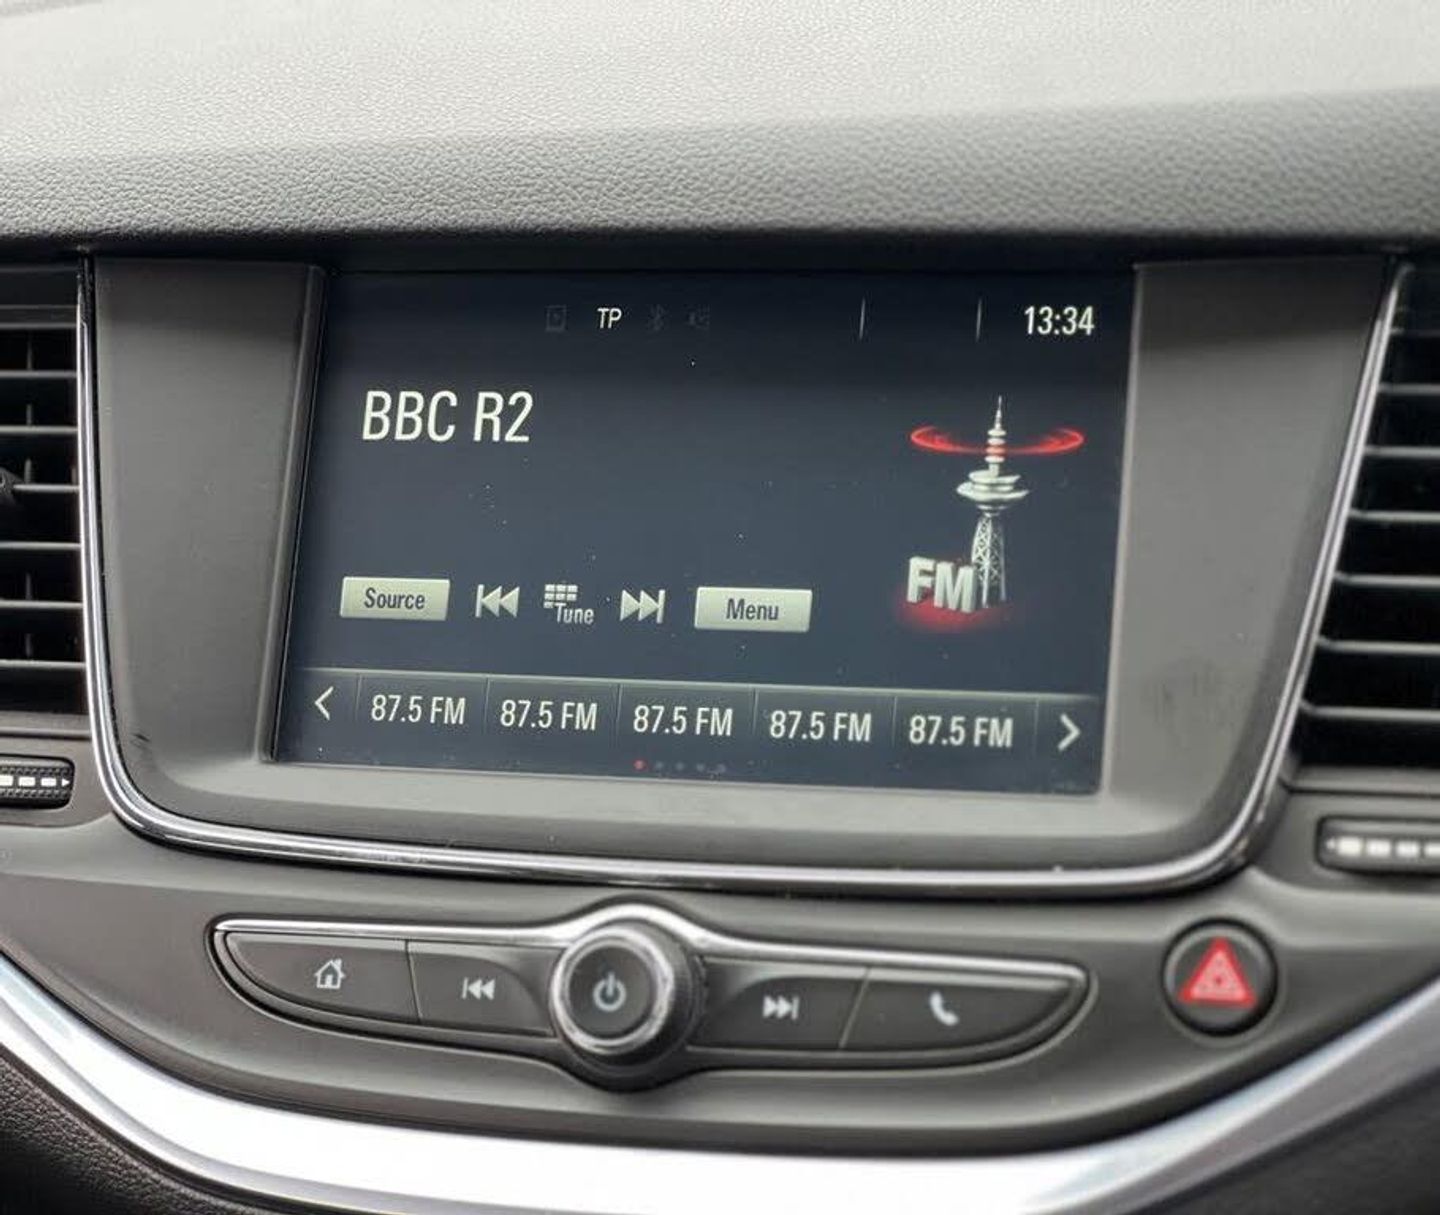 TP
13:34
BBC R2
FM
Source
Tune
Menu
87.5 FM
87.5 FM
87.5 FM
87.5 FM
87.5 FM